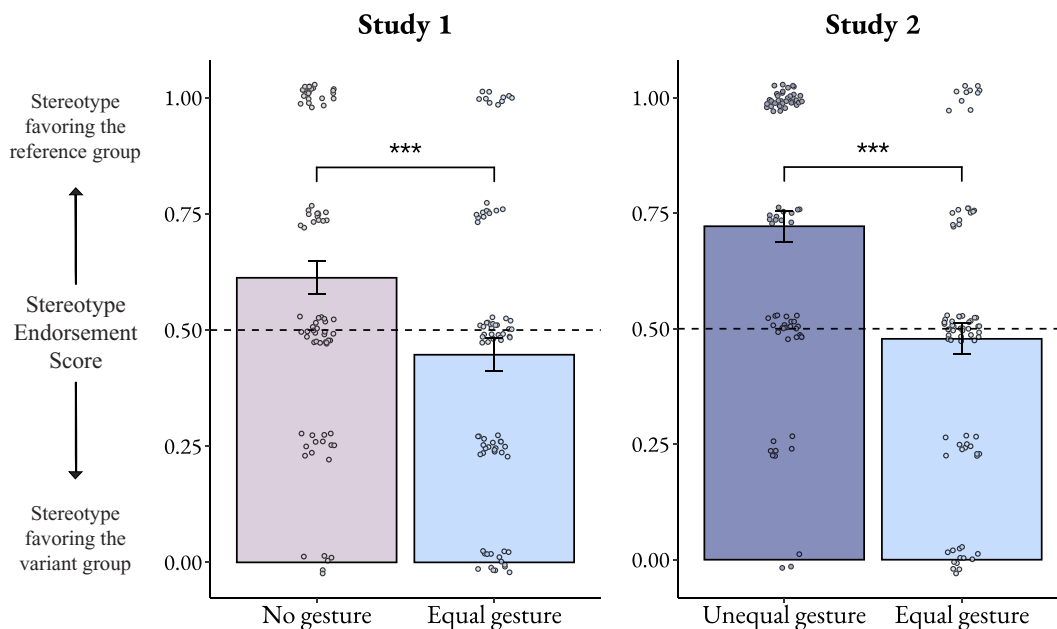 Study 1
Study 2
Stereotype
favoring the
reference group
Stereotype
Endorsement
Score
Stereotype
favoring the
variant group
1.00
0.75
0.50
0.25
0.00
***
No gesture
Equal gesture
1.00
0.75
0.50
0.25
0.00
***
Unequal gesture
Equal gesture